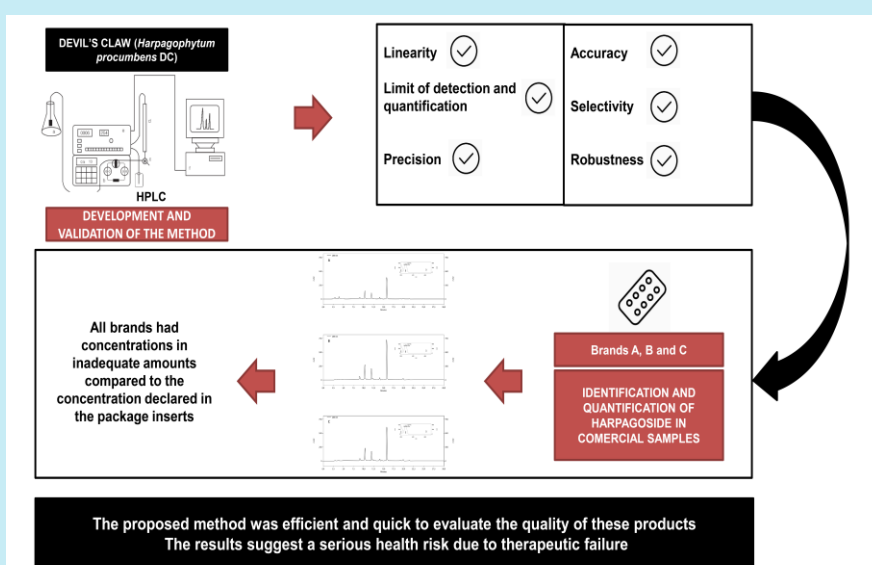 DEVIL'S CLAW (Harpagophytum
procumbens DC)
HPLC
DEVELOPMENT AND
VALIDATION OF THE METHOD
Linearity
Limit of detection and
quantification
Precision
Accuracy
Selectivity
Robustness
Brands A, B and C
IDENTIFICATION AND
QUANTIFICATION OF
HARPAGOSIDE IN
COMERCIAL SAMPLES
All brands had
concentrations in
inadequate amounts
compared to the
concentration declared in
the package inserts
The proposed method was efficient and quick to evaluate the quality of these products
The results suggest a serious health risk due to therapeutic failure